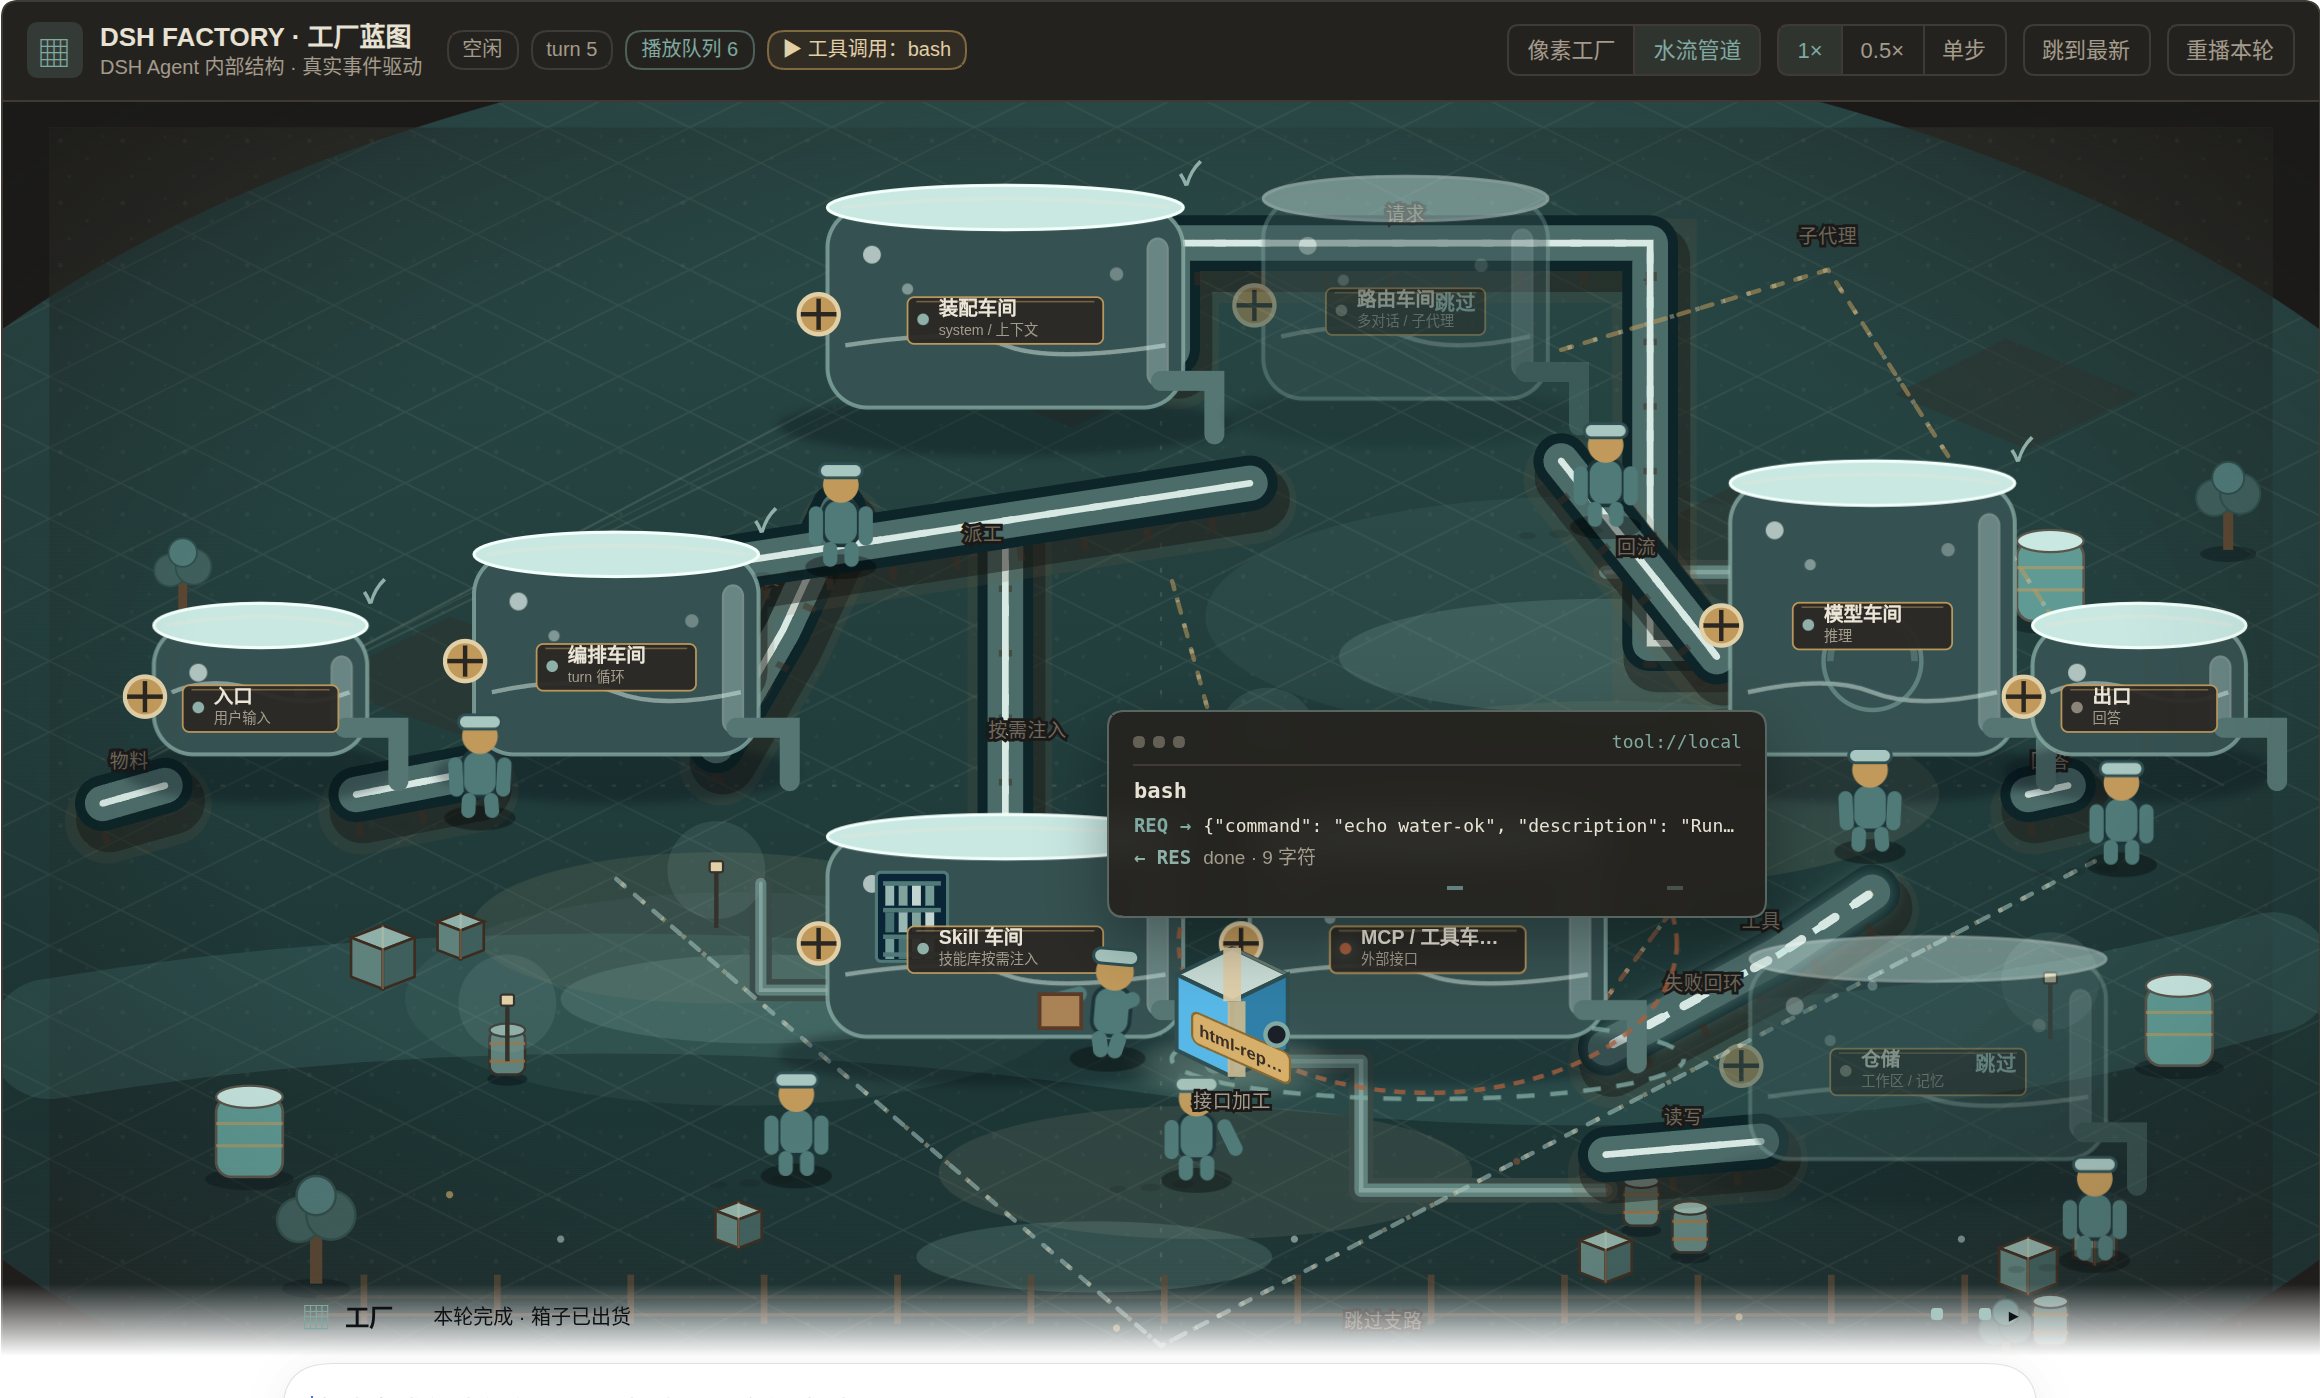 DSH FACTORY · 工厂蓝图
DSH Agent 内部结构 · 真实事件驱动
空闲
turn 5
播放队列 6
▶ 工具调用：bash
像素工厂
水流管道
1×
0.5×
单步
跳到最新
重播本轮
请求
子代理
装配车间
system / 上下文
路由车间
跳过
多对话 / 子代理
派工
回流
模型车间
推理
编排车间
turn 循环
入口
用户输入
出口
回答
物料
按需注入
tool://local
bash
REQ → {"command": "echo water-ok", "description": "Run…
← RES done · 9 字符
工具
Skill 车间
技能库按需注入
MCP / 工具车…
外部接口
失败回环
html-rep…
仓储
跳过
工作区 / 记忆
接口加工
读写
工厂
本轮完成 · 箱子已出货
跳过支路